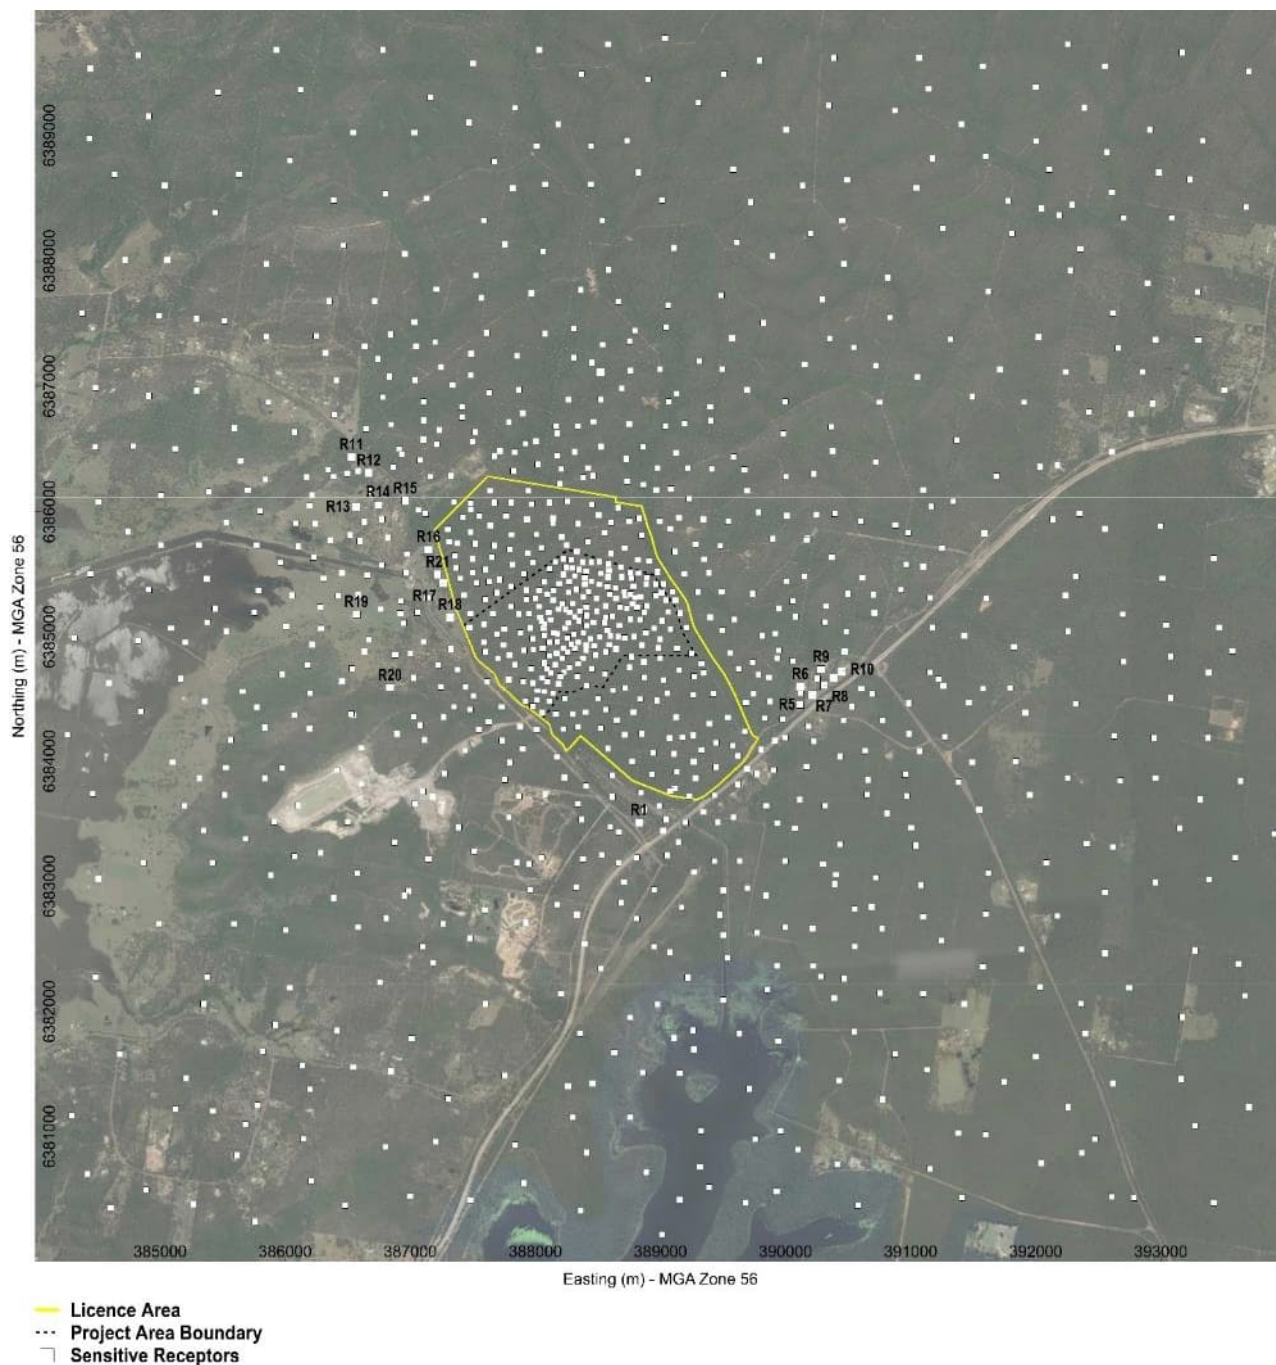 6389000
6388000
6387000
6386000
6385000
6384000
6383000
6382000
6381000
Northing (m) - MGA Zone 56
R11
R12
R14
R15
R13
R16
R21
R17
R18
R19
R20
R9
R6
R10
R5
R8
R7
R1
385000 386000 387000 388000 389000 390000 391000 392000 393000
Easting (m) - MGA Zone 56
Licence Area
Project Area Boundary
Sensitive Receptors